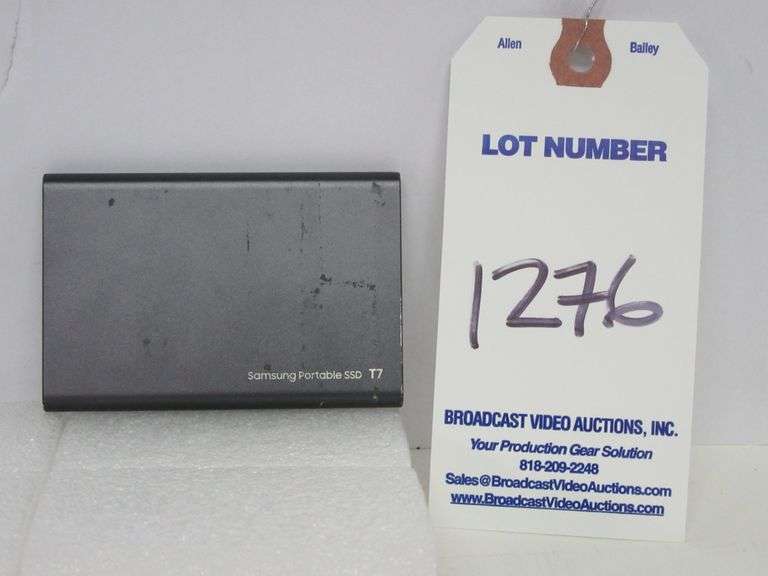 Samsung Portable SSD T7
Allen Bailey
LOT NUMBER
1276
BROADCAST VIDEO AUCTIONS, INC.
Your Production Gear Solution
818-209-2248
Sales@BroadcastVideoAuctions.com
www.BroadcastVideoAuctions.com